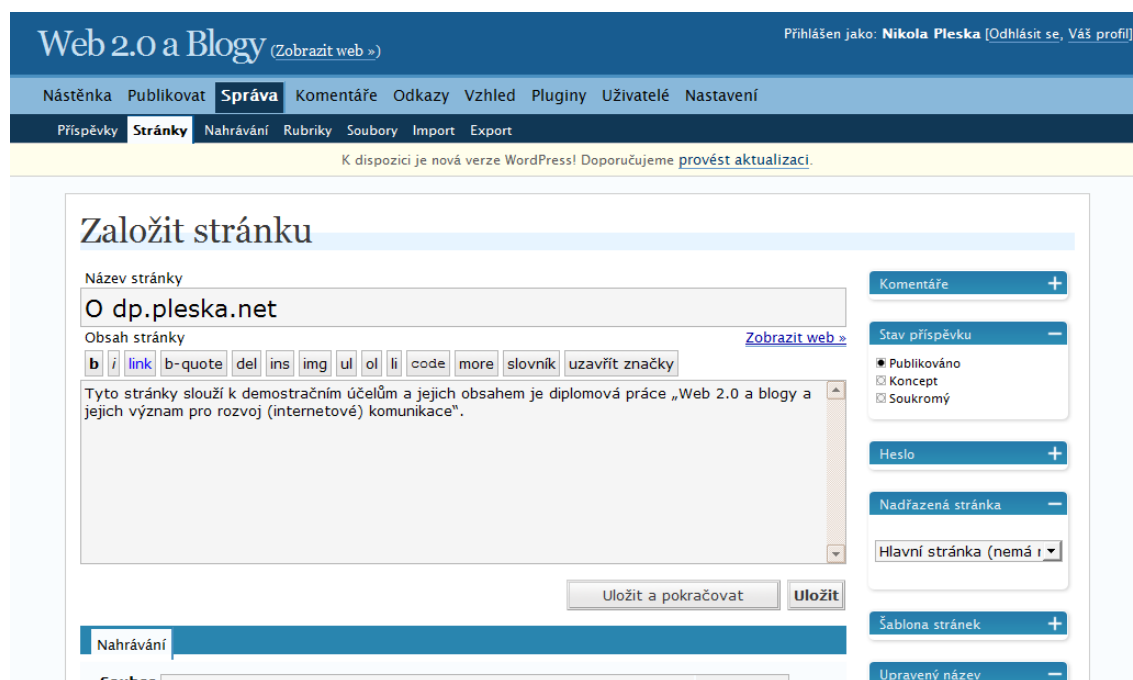 Web 2.0 a Blogy (Zobrazit web »)
Přihlášen jako: Nikola Pleska [Odhlásit se, Váš profil]
Nástěnka Publikovat Správa Komentáře Odkazy Vzhled Pluginy Uživatelé Nastavení
Příspěvky Stránky Nahrávání Rubriky Soubory Import Export
K dispozici je nová verze WordPress! Doporučujeme provést aktualizaci.
Založit stránku
Název stránky
O dp.pleska.net
Obsah stránky
Zobrazit web »
b i link b-quote del ins img ul ol li code more slovník uzavřít značky
Tyto stránky slouží k demostračním účelům a jejich obsahem je diplomová práce „Web 2.0 a blogy a
jejich význam pro rozvoj (internetové) komunikace".
Uložit a pokračovat Uložit
Nahrávání
Komentáře
Stav příspěvku
Publikováno
Koncept
Soukromý
Heslo
Nadřazená stránka
Hlavní stránka (nemá
Šablona stránek
Upravený název